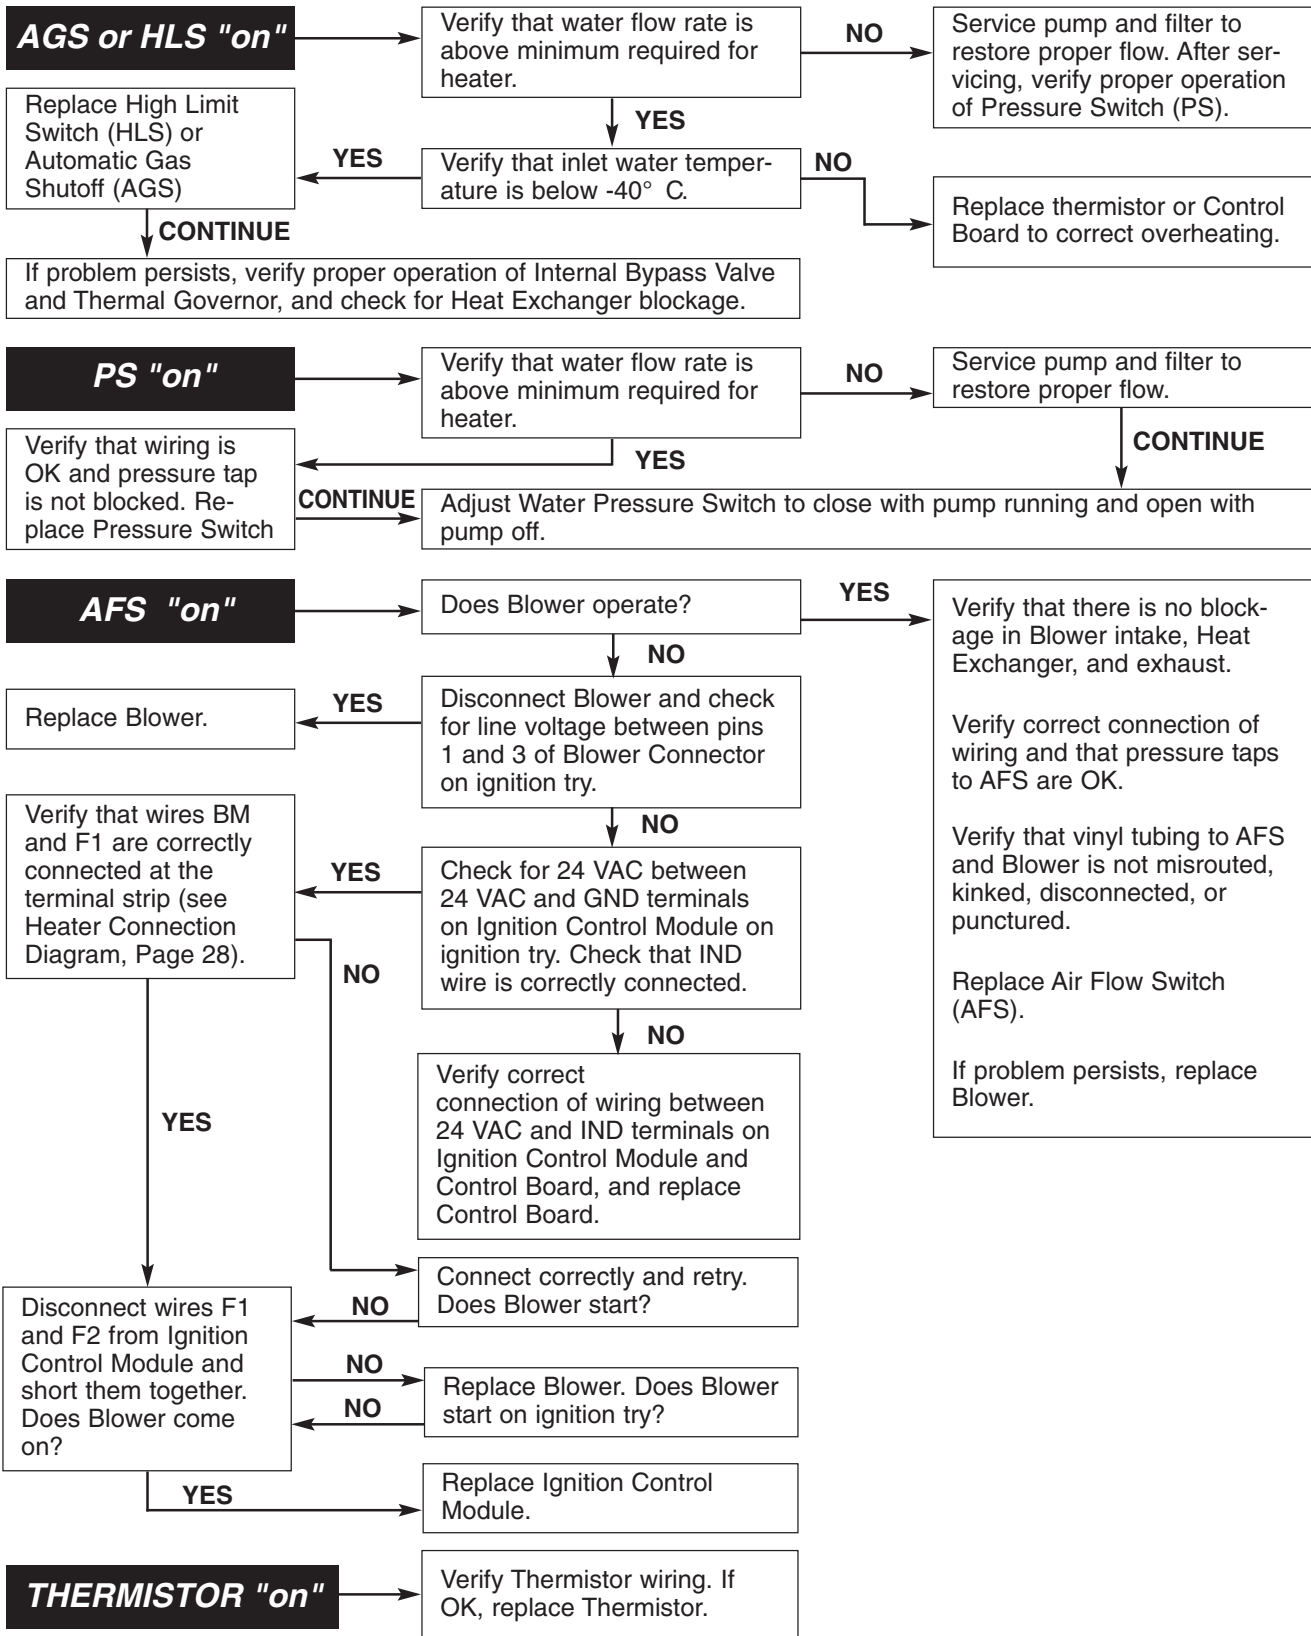 AGS or HLS "on"
Verify that water flow rate is
above minimum required for
heater.
NO
Service pump and filter to
restore proper flow. After ser-
vicing, verify proper operation
of Pressure Switch (PS).
YES
Replace High Limit
Switch (HLS) or
Automatic Gas
Shutoff (AGS)
YES
Verify that inlet water temper-
ature is below -40° C.
NO
Replace thermistor or Control
Board to correct overheating.
CONTINUE
If problem persists, verify proper operation of Internal Bypass Valve
and Thermal Governor, and check for Heat Exchanger blockage.
PS "on"
Verify that water flow rate is
above minimum required for
heater.
NO
Service pump and filter to
restore proper flow.
CONTINUE
YES
Verify that wiring is
OK and pressure tap
is not blocked. Re-
place Pressure Switch
CONTINUE
Adjust Water Pressure Switch to close with pump running and open with
pump off.
AFS "on"
Does Blower operate?
YES
Verify that there is no block-
age in Blower intake, Heat
Exchanger, and exhaust.
Verify correct connection of
wiring and that pressure taps
to AFS are OK.
Verify that vinyl tubing to AFS
and Blower is not misrouted,
kinked, disconnected, or
punctured.
Replace Air Flow Switch
(AFS).
If problem persists, replace
Blower.
NO
Replace Blower.
YES
Disconnect Blower and check
for line voltage between pins
1 and 3 of Blower Connector
on ignition try.
NO
Verify that wires BM
and F1 are correctly
connected at the
terminal strip (see
Heater Connection
Diagram, Page 28).
YES
Check for 24 VAC between
24 VAC and GND terminals
on Ignition Control Module on
ignition try. Check that IND
wire is correctly connected.
NO
NO
Verify correct
connection of wiring between
24 VAC and IND terminals on
Ignition Control Module and
Control Board, and replace
Control Board.
YES
Connect correctly and retry.
Does Blower start?
NO
Disconnect wires F1
and F2 from Ignition
Control Module and
short them together.
Does Blower come
on?
NO
NO
Replace Blower. Does Blower
start on ignition try?
YES
Replace Ignition Control
Module.
THERMISTOR "on"
Verify Thermistor wiring. If
OK, replace Thermistor.